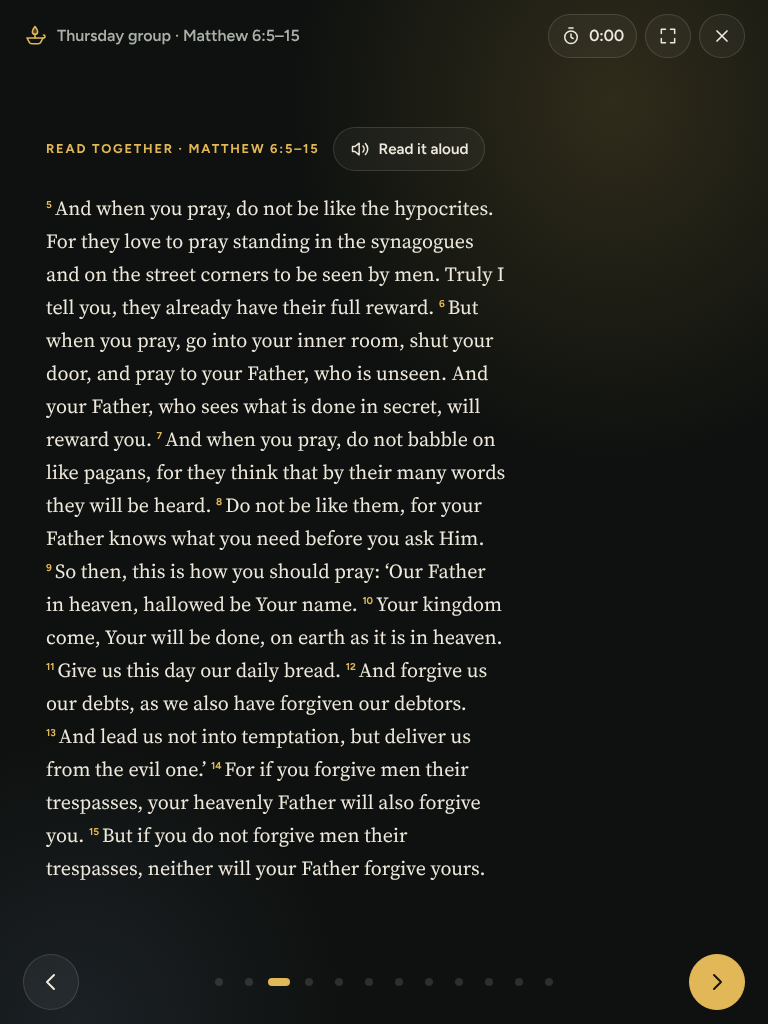 Thursday group · Matthew 6:5–15
0:00
READ TOGETHER · MATTHEW 6:5–15
Read it aloud
5 And when you pray, do not be like the hypocrites.
For they love to pray standing in the synagogues
and on the street corners to be seen by men. Truly I
tell you, they already have their full reward. 6 But
when you pray, go into your inner room, shut your
door, and pray to your Father, who is unseen. And
your Father, who sees what is done in secret, will
reward you. 7 And when you pray, do not babble on
like pagans, for they think that by their many words
they will be heard. 8 Do not be like them, for your
Father knows what you need before you ask Him.
9 So then, this is how you should pray: ‘Our Father
in heaven, hallowed be Your name. 10 Your kingdom
come, Your will be done, on earth as it is in heaven.
11 Give us this day our daily bread. 12 And forgive us
our debts, as we also have forgiven our debtors.
13 And lead us not into temptation, but deliver us
from the evil one.’ 14 For if you forgive men their
trespasses, your heavenly Father will also forgive
you. 15 But if you do not forgive men their
trespasses, neither will your Father forgive yours.